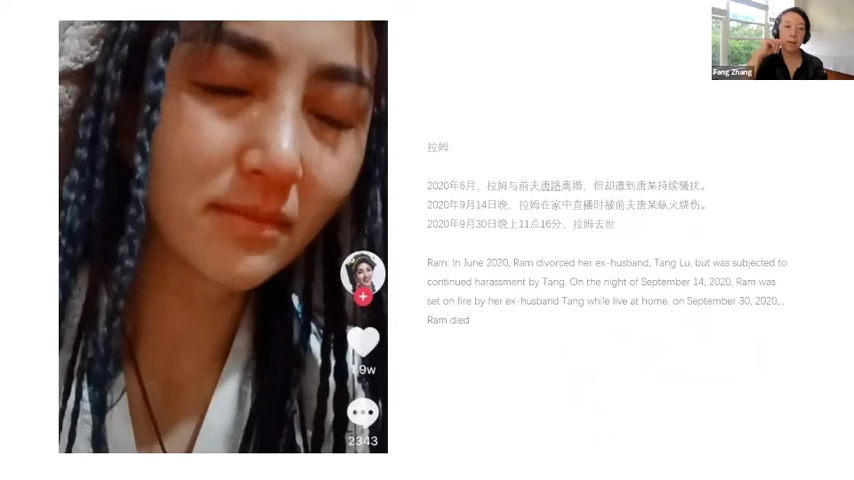 Fang Zhang
拉姆:
2020年6月，拉姆与前夫唐路离婚，但却遭到唐某持续骚扰。
2020年9月14日晚，拉姆在家中直播时被前夫唐某纵火烧伤。
2020年9月30日晚上11点16分，拉姆去世
Ram: In June 2020, Ram divorced her ex-husband, Tang Lu, but was subjected to
continued harassment by Tang. On the night of September 14, 2020, Ram was
set on fire by her ex-husband Tang while live at home. on September 30, 2020,..
Ram died
1.9w
2343